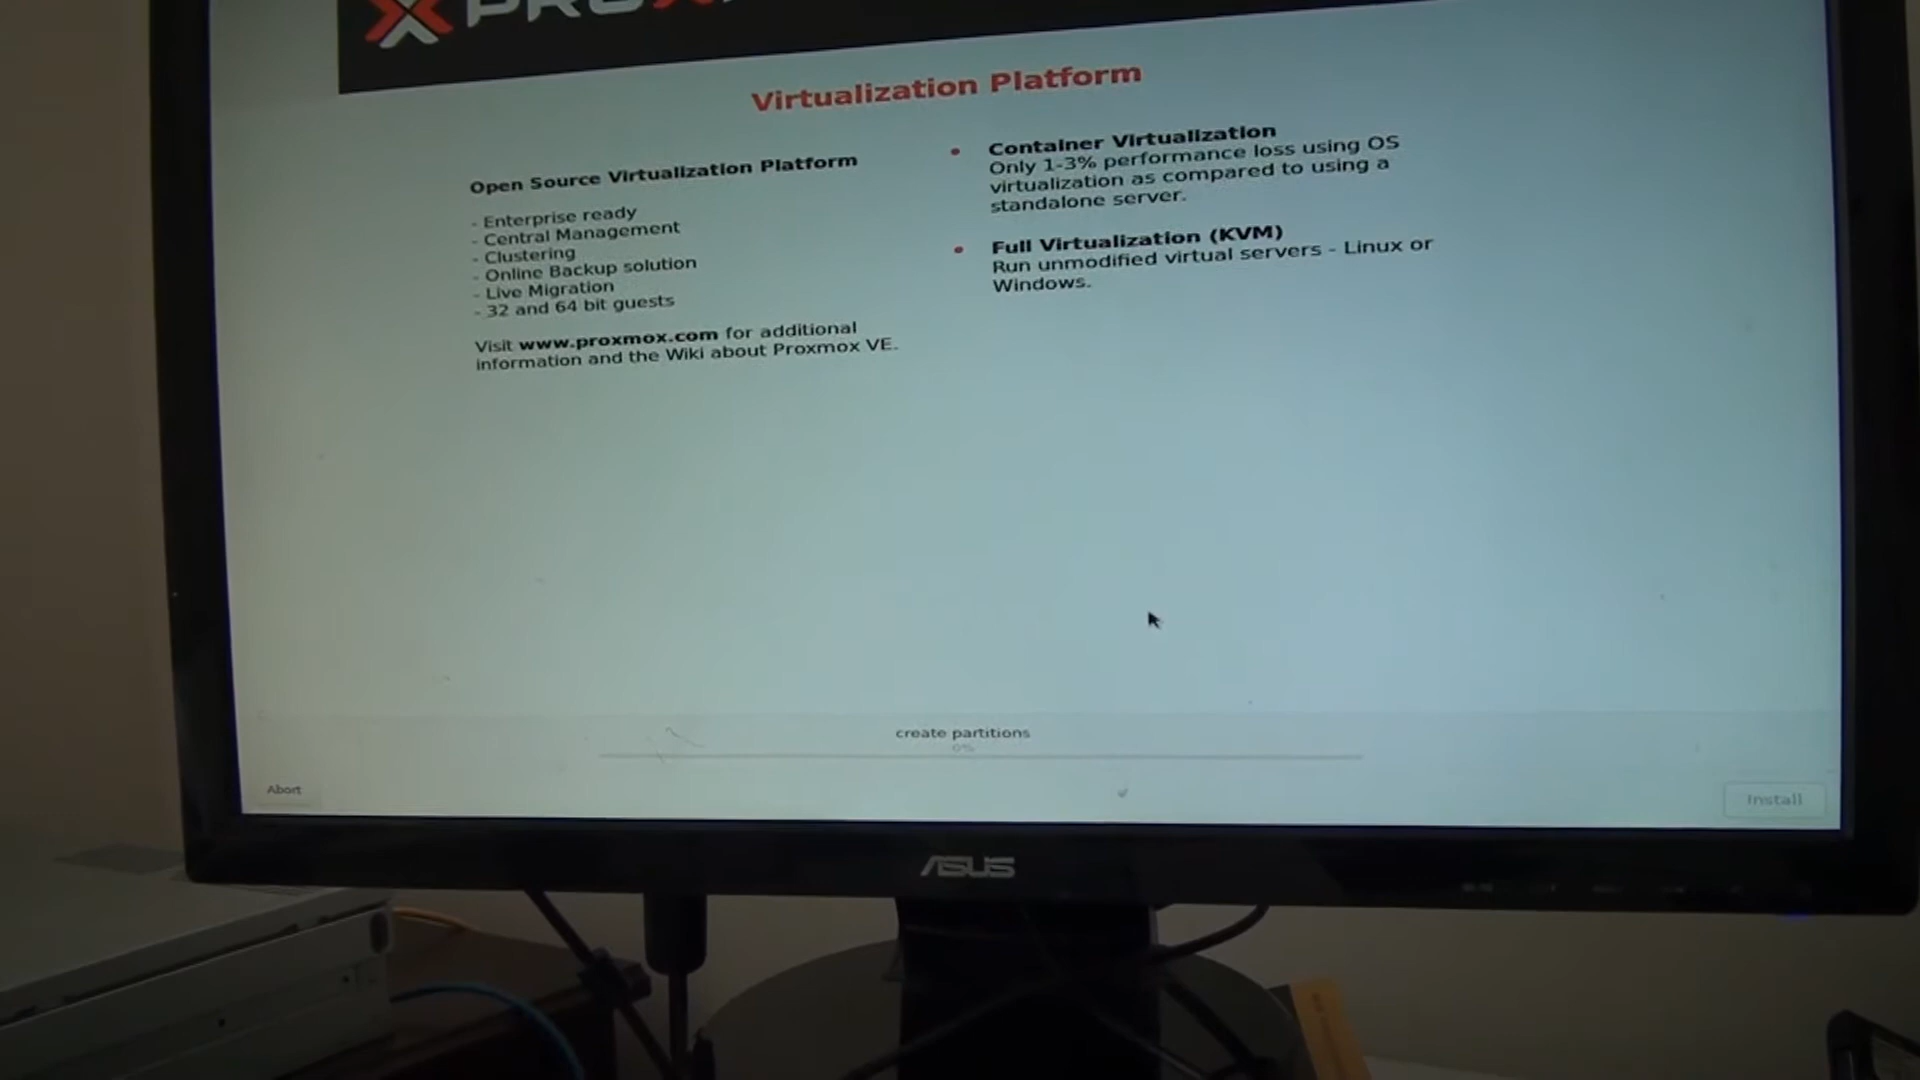 Virtualization Platform
Open Source Virtualization Platform
- Enterprise ready
- Central Management
- Clustering
- Online Backup solution
- Live Migration
- 32 and 64 bit guests
Visit www.proxmox.com for additional
information and the Wiki about Proxmox VE.
Container Virtualization
Only 1-3% performance loss using OS
virtualization as compared to using a
standalone server.
Full Virtualization (KVM)
Run unmodified virtual servers - Linux or
Windows.
create partitions
0%
Abort
Install
ASUS